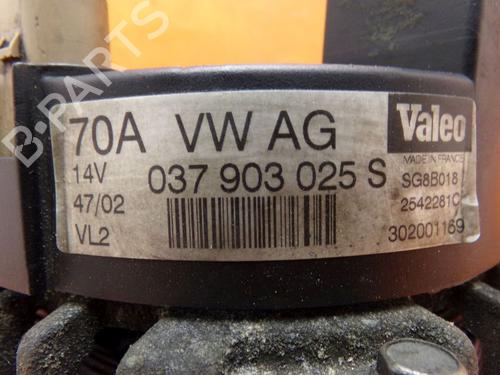 70A VW AG
14V 037 903 025 S
47/02
VL2
Valeo
MADE IN FRANCE
SG8B018
2542281C
302001169
B-PARTS